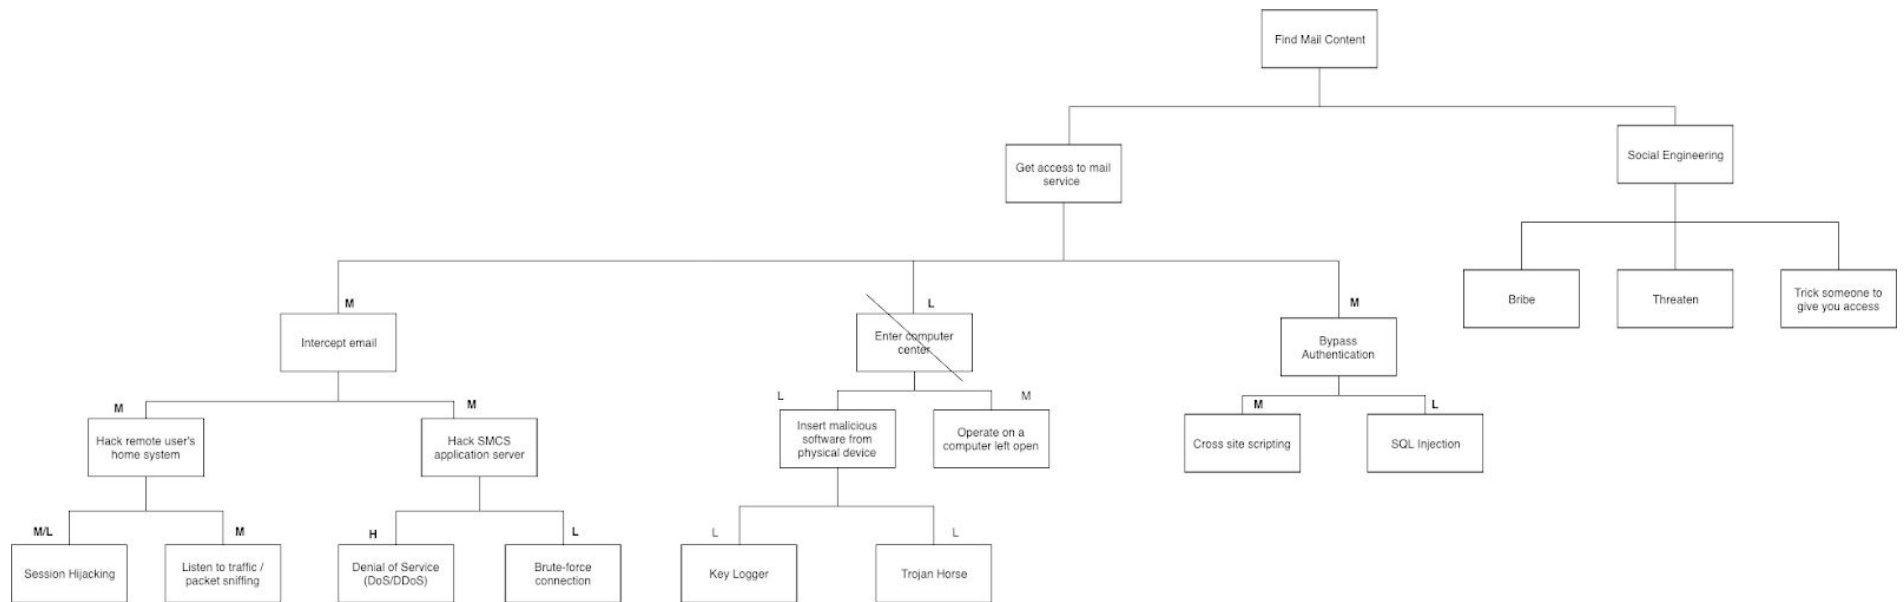 Find Mail Content
Get access to mail
service
Social Engineering
Bribe
Threaten
Trick someone to
give you access
M
L
M
Intercept email
Enter computer
center
Bypass
Authentication
M
M
L
M
M
L
Hack remote user's
home system
Hack SMCS
application server
Insert malicious
software from
physical device
Operate on a
computer left open
Cross site scripting
SQL Injection
M/L
M
H
L
L
L
Session Hijacking
Listen to traffic /
packet sniffing
Denial of Service
(DoS/DDoS)
Brute-force
connection
Key Logger
Trojan Horse